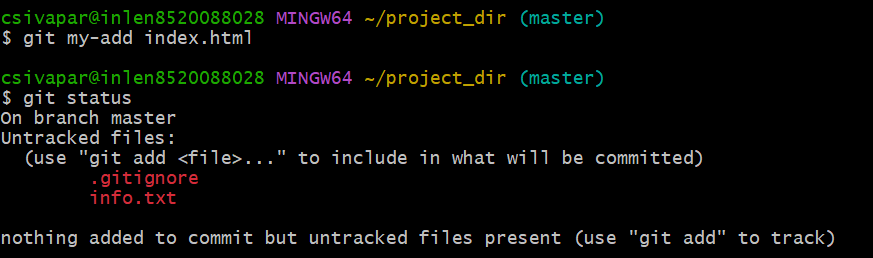 csivapar@inlen8520088028 MINGW64 ~/project_dir (master)
$ git my-add index.html
csivapar@inlen8520088028 MINGW64 ~/project_dir (master)
$ git status
On branch master
Untracked files:
(use "git add <file>..." to include in what will be committed)
.gitignore
info.txt
nothing added to commit but untracked files present (use "git add" to track)